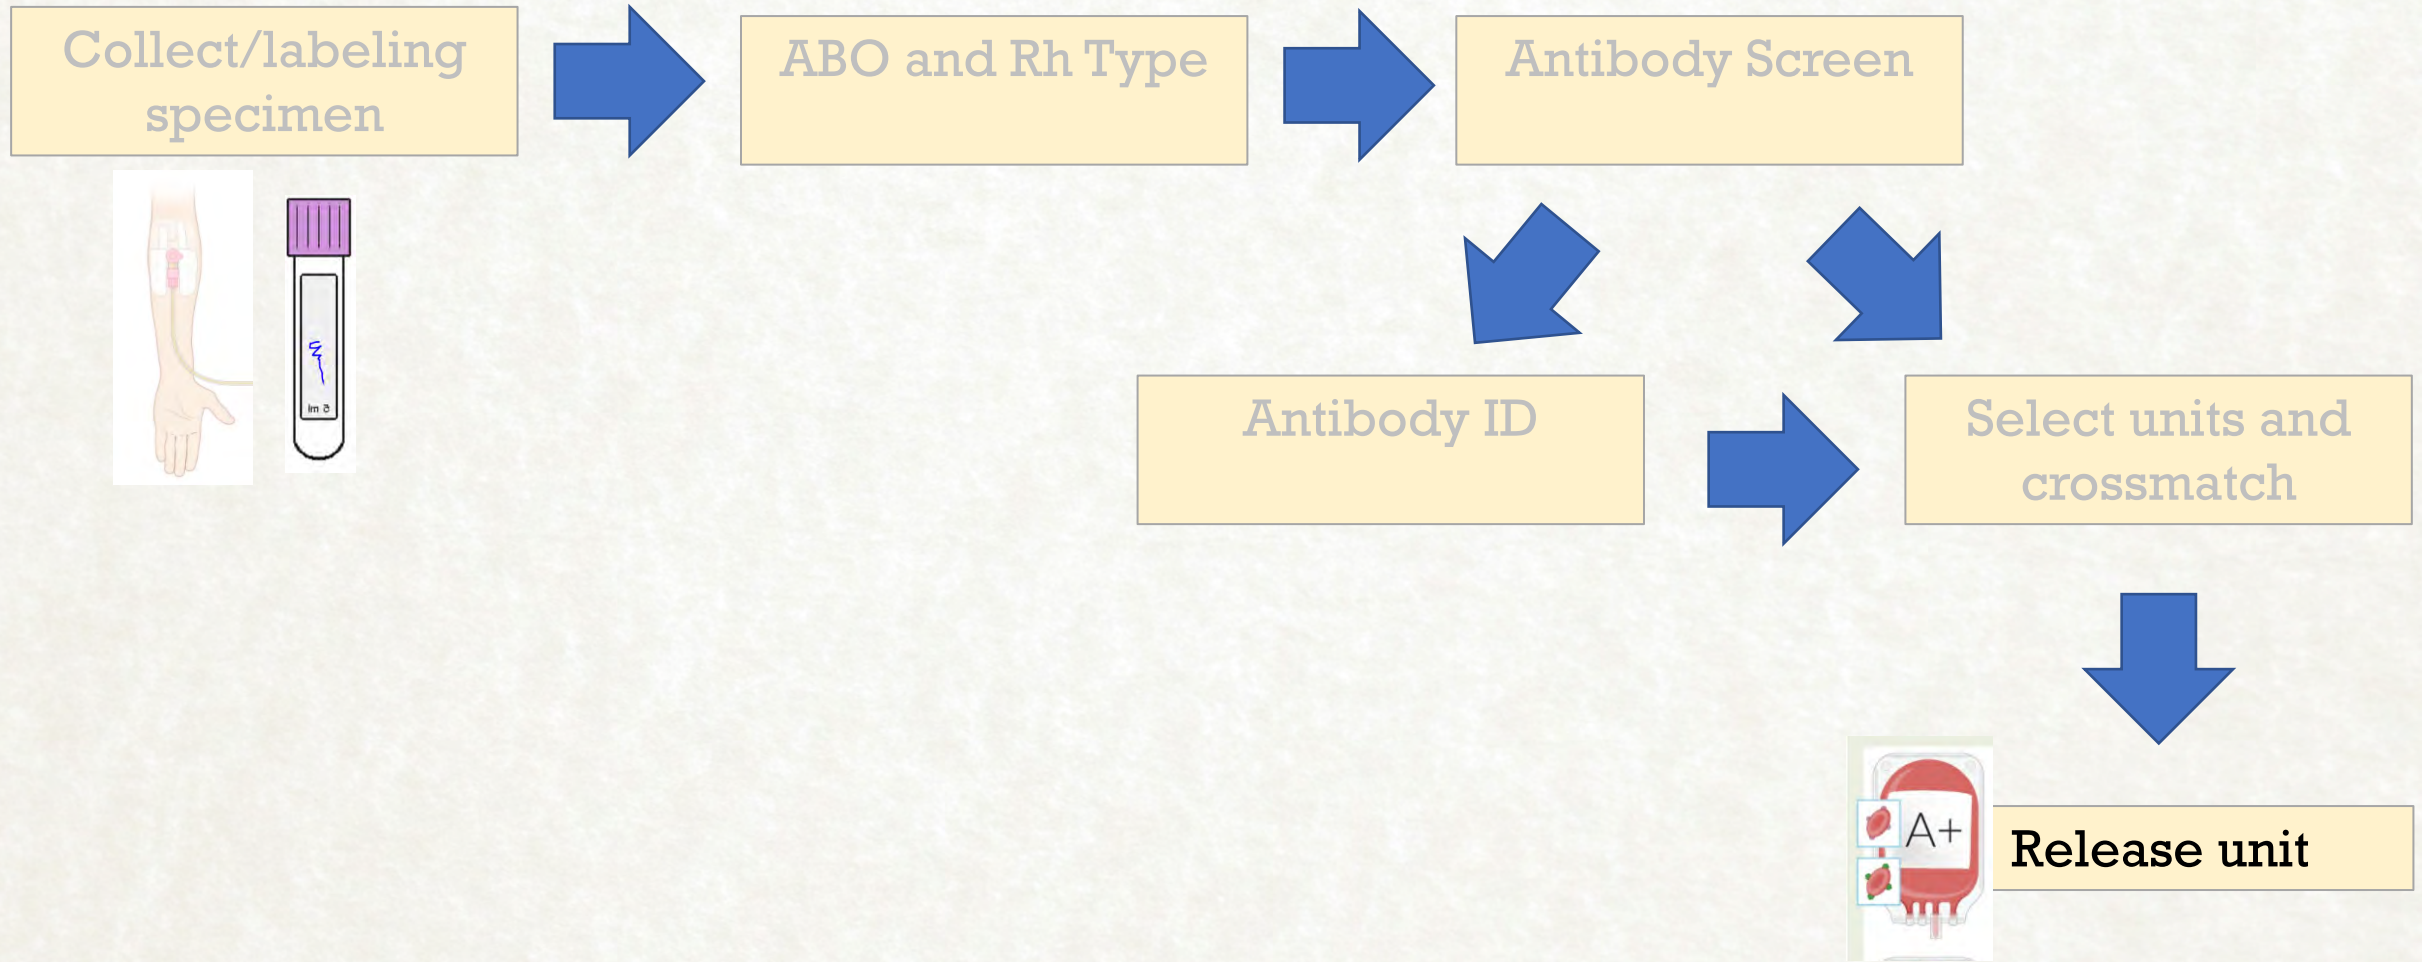 Collect/labeling
specimen
ABO and Rh Type
Antibody Screen
Antibody ID
Select units and
crossmatch
A+
Release unit